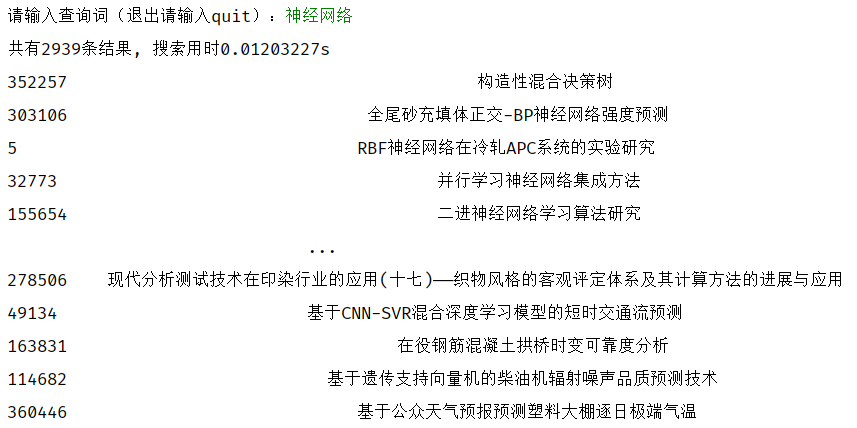 请输入查询词（退出请输入quit）：神经网络
共有2939条结果, 搜索用时0.01203227s
352257 构造性混合决策树
303106 全尾砂充填体正交-BP神经网络强度预测
5 RBF神经网络在冷轧APC系统的实验研究
32773 并行学习神经网络集成方法
155654 二进神经网络学习算法研究
...
278506 现代分析测试技术在印染行业的应用(十七)——织物风格的客观评定体系及其计算方法的进展与应用
49134 基于CNN-SVR混合深度学习模型的短时交通流预测
163831 在役钢筋混凝土拱桥时变可靠度分析
114682 基于遗传支持向量机的柴油机辐射噪声品质预测技术
360446 基于公众天气预报预测塑料大棚逐日极端气温